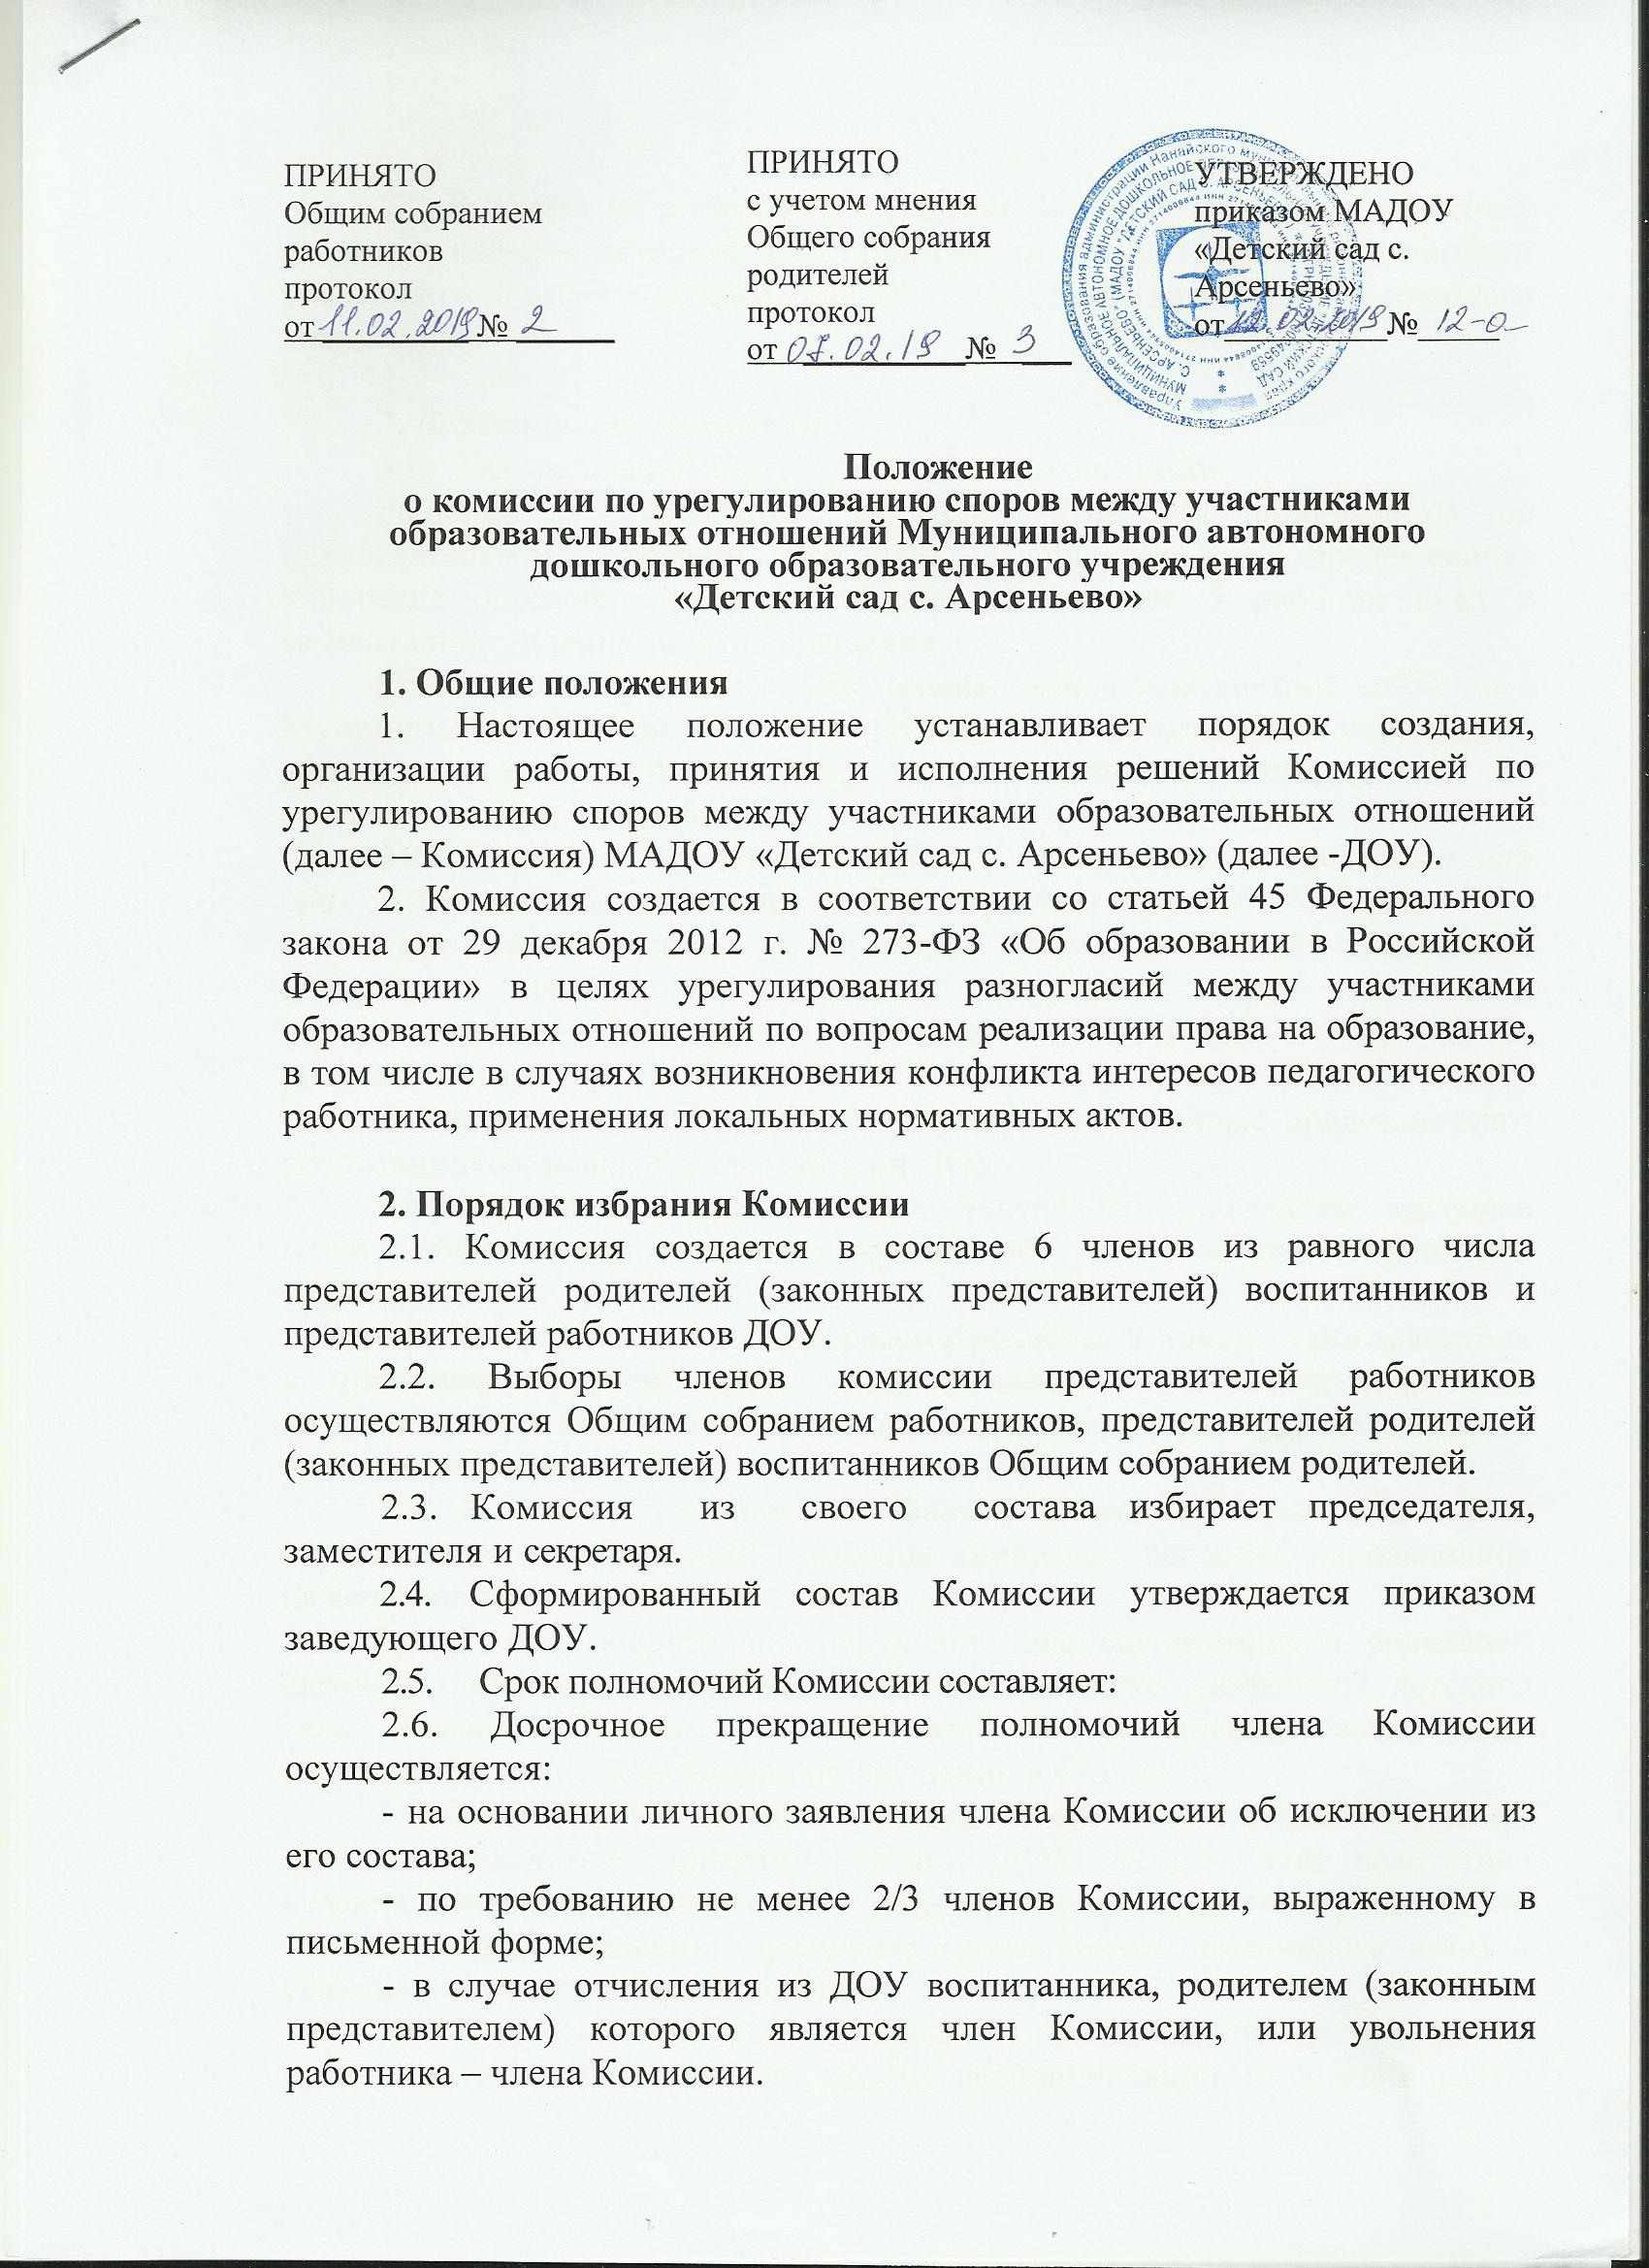 ПРИНЯТО
Общим собранием
работников
протокол
от 11.02.2019 № 2
ПРИНЯТО
с учетом мнения
Общего собрания
родителей
протокол
от 07.02.19 № 3
УТВЕРЖДЕНО
приказом МАДОУ
«Детский сад с.
Арсеньево»
от 12.02.2019 № 12-а
Положение
о комиссии по урегулированию споров между участниками
образовательных отношений Муниципального автономного
дошкольного образовательного учреждения
«Детский сад с. Арсеньево»
1. Общие положения
1. Настоящее положение устанавливает порядок создания,
организации работы, принятия и исполнения решений Комиссией по
урегулированию споров между участниками образовательных отношений
(далее – Комиссия) МАДОУ «Детский сад с. Арсеньево» (далее -ДОУ).
2. Комиссия создается в соответствии со статьей 45 Федерального
закона от 29 декабря 2012 г. № 273-ФЗ «Об образовании в Российской
Федерации» в целях урегулирования разногласий между участниками
образовательных отношений по вопросам реализации права на образование,
в том числе в случаях возникновения конфликта интересов педагогического
работника, применения локальных нормативных актов.
2. Порядок избрания Комиссии
2.1. Комиссия создается в составе 6 членов из равного числа
представителей родителей (законных представителей) воспитанников и
представителей работников ДОУ.
2.2. Выборы членов комиссии представителей работников
осуществляются Общим собранием работников, представителей родителей
(законных представителей) воспитанников Общим собранием родителей.
2.3. Комиссия из своего состава избирает председателя,
заместителя и секретаря.
2.4. Сформированный состав Комиссии утверждается приказом
заведующего ДОУ.
2.5. Срок полномочий Комиссии составляет:
2.6. Досрочное прекращение полномочий члена Комиссии
осуществляется:
- на основании личного заявления члена Комиссии об исключении из
его состава;
- по требованию не менее 2/3 членов Комиссии, выраженному в
письменной форме;
- в случае отчисления из ДОУ воспитанника, родителем (законным
представителем) которого является член Комиссии, или увольнения
работника – члена Комиссии.